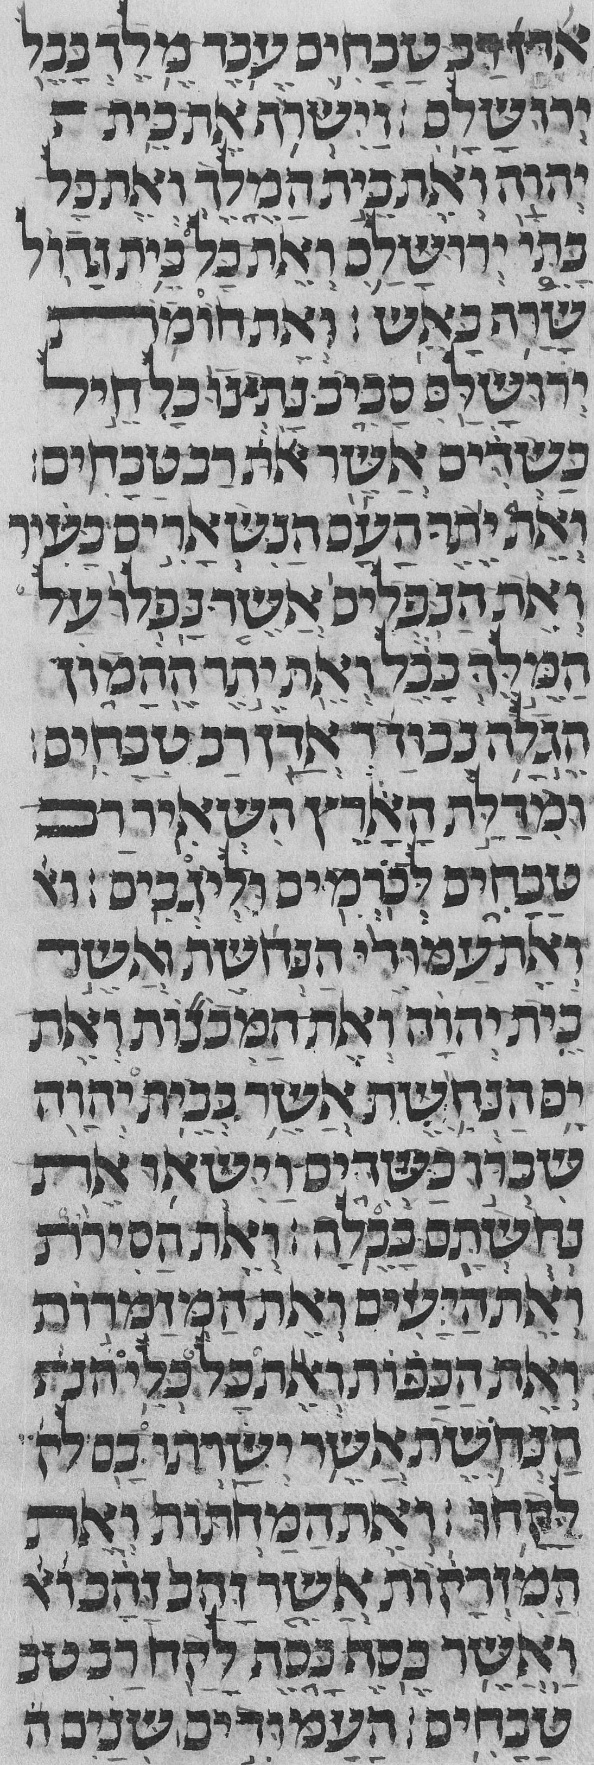 אדן רב טבחים עבד מלך בבל
ירושלם : וישרף את בית ה
יהוה ואת בית המלך ואת כל
בתי ירושלם ואת כל בית גדול
שרף באש : ואת חומת
ירושלם סביב נתצו כל חיל
כשדים אשר את רב טבחים :
ואת יתר העם הנשארים בעיר
ואת הנפלים אשר נפלו על
המלך בבל ואת יתר ההמון
הגלה נבוזראדן רב טבחים :
ומדלת הארץ השאיר רב
טבחים לכרמים וליגבים : וא
ואת עמודי הנחשת ואשר
בית יהוה ואת המכנות ואת
ים הנחשת אשר בבית יהוה
שברו כשדים וישאו את
נחשתם בבלה : ואת הסירות
ואת היעים ואת המזמרות
ואת הכפות ואת כל כלי הנח
הנחשת אשר ישרתו בם לק
לקחו : ואת המחתות ואת
המזרקות אשר זהב זהב וא
ואשר כסף כסף לקח רב טב
טבחים : העמודים שנים ה